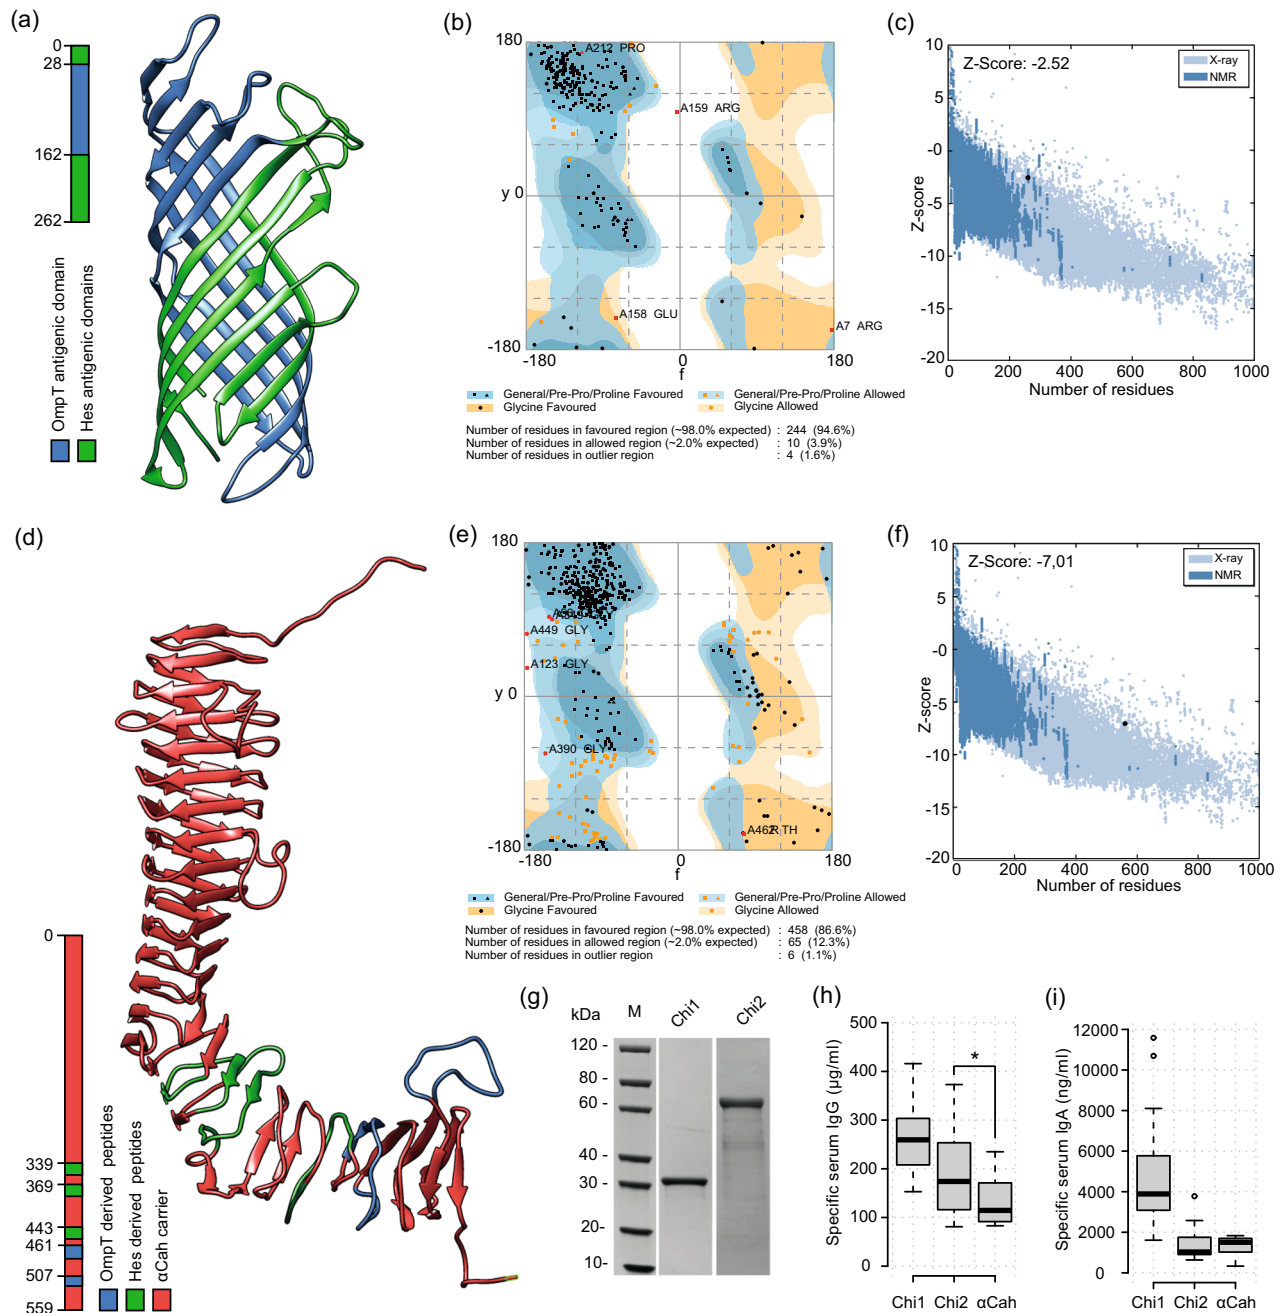 (a)
0
28
162
262
OmpT antigenic domain
Hes antigenic domains
(b)
180
A212 PRO
A159 ARG
y 0
A158 GLU
A7 ARG
-180
-180
0
180
f
General/Pre-Pro/Proline Favoured
General/Pre-Pro/Proline Allowed
Glycine Favoured
Glycine Allowed
Number of residues in favoured region (~98.0% expected) : 244 (94.6%)
Number of residues in allowed region (~2.0% expected) : 10 (3.9%)
Number of residues in outlier region : 4 (1.6%)
(c)
Z-Score: -2.52
X-ray
NMR
10
5
-0
-5
-10
-15
-20
Z-score
0 200 400 600 800 1000
Number of residues
(d)
0
339
369
443
461
507
559
OmpT derived peptides
Hes derived peptides
αCah carrier
(e)
180
A449 GLY
A123 GLY
y 0
A390 GLY
-180
-180
0
180
f
General/Pre-Pro/Proline Favoured
General/Pre-Pro/Proline Allowed
Glycine Favoured
Glycine Allowed
Number of residues in favoured region (~98.0% expected) : 458 (86.6%)
Number of residues in allowed region (~2.0% expected) : 65 (12.3%)
Number of residues in outlier region : 6 (1.1%)
(f)
Z-Score: -7,01
X-ray
NMR
10
5
-0
-5
-10
-15
-20
Z-score
0 200 400 600 800 1000
Number of residues
(g)
kDa M Chi1 Chi2
120 -
80 -
60 -
40 -
30 -
20-
10-
(h)
Specific serum IgG (µg/ml)
500
400
300
200
100
0
*
Chi1 Chi2 αCah
(i)
Specific serum IgA (ng/ml)
12000
10000
8000
6000
4000
2000
0
Chi1 Chi2 αCah